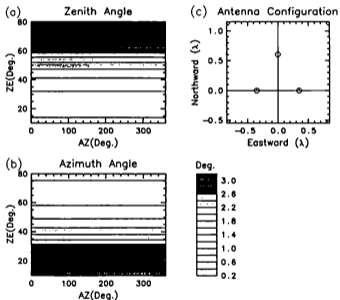 (a) Zenith Angle
ZE(Deg.)
80
60
40
20
0 100 200 300
AZ(Deg.)
(b) Azimuth Angle
ZE(Deg.)
80
60
40
20
0 100 200 300
AZ(Deg.)
(c) Antenna Configuration
Northward (λ)
1.0
0.5
0.0
-0.5
-0.5 0.0 0.5
Eastward (λ)
Deg.
3.0
2.6
2.2
1.8
1.4
1.0
0.6
0.2